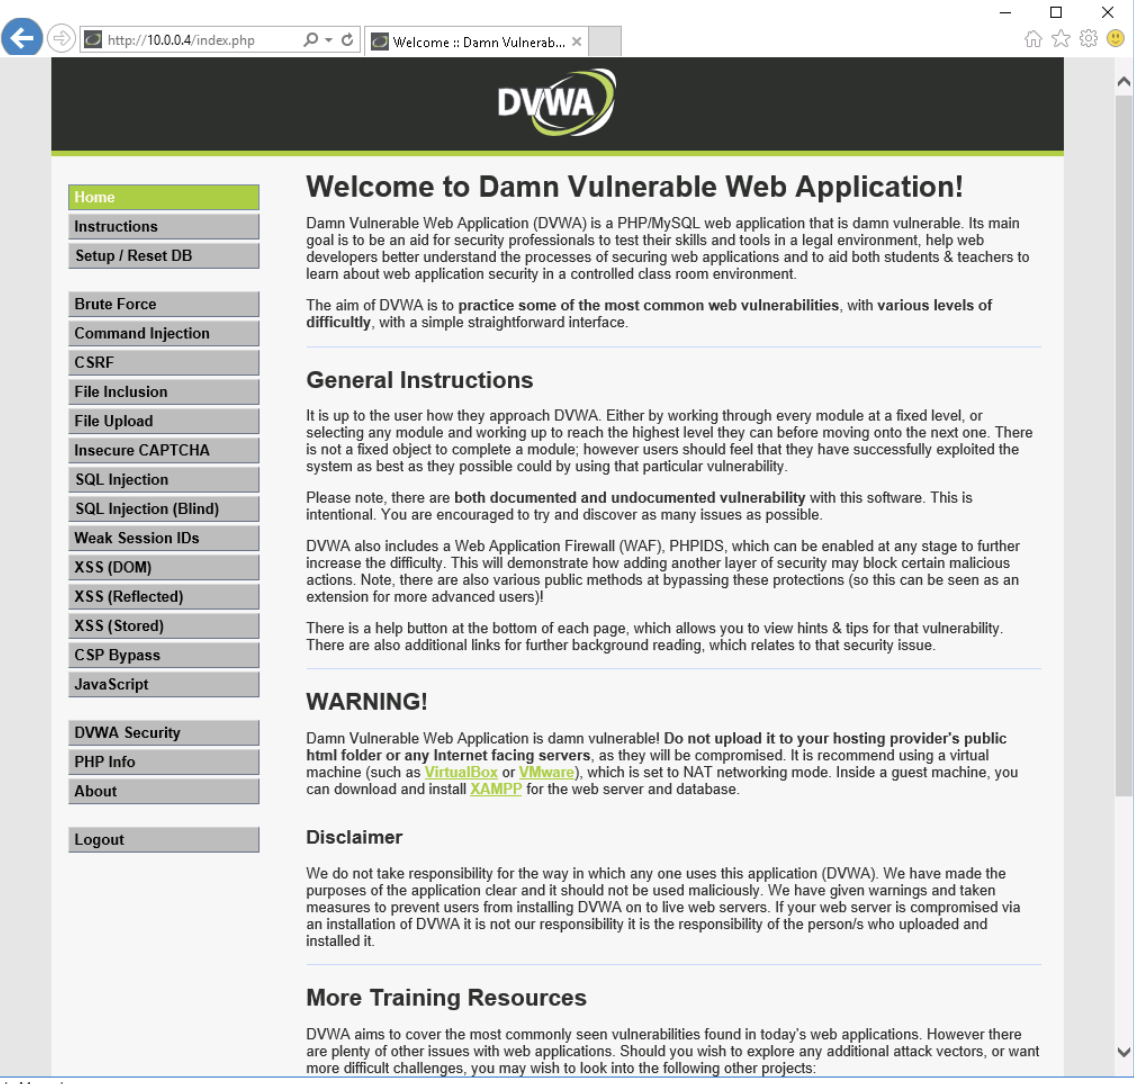 http://10.0.0.4/index.php
Welcome :: Damn Vulnerab...
DVWA
Home
Instructions
Setup / Reset DB
Brute Force
Command Injection
CSRF
File Inclusion
File Upload
Insecure CAPTCHA
SQL Injection
SQL Injection (Blind)
Weak Session IDs
XSS (DOM)
XSS (Reflected)
XSS (Stored)
CSP Bypass
JavaScript
DVWA Security
PHP Info
About
Logout
Welcome to Damn Vulnerable Web Application!
Damn Vulnerable Web Application (DVWA) is a PHP/MySQL web application that is damn vulnerable. Its main
goal is to be an aid for security professionals to test their skills and tools in a legal environment, help web
developers better understand the processes of securing web applications and to aid both students & teachers to
learn about web application security in a controlled class room environment.
The aim of DVWA is to practice some of the most common web vulnerabilities, with various levels of
difficultly, with a simple straightforward interface.
General Instructions
It is up to the user how they approach DVWA. Either by working through every module at a fixed level, or
selecting any module and working up to reach the highest level they can before moving onto the next one. There
is not a fixed object to complete a module; however users should feel that they have successfully exploited the
system as best as they possible could by using that particular vulnerability.
Please note, there are both documented and undocumented vulnerability with this software. This is
intentional. You are encouraged to try and discover as many issues as possible.
DVWA also includes a Web Application Firewall (WAF), PHPIDS, which can be enabled at any stage to further
increase the difficulty. This will demonstrate how adding another layer of security may block certain malicious
actions. Note, there are also various public methods at bypassing these protections (so this can be seen as an
extension for more advanced users)!
There is a help button at the bottom of each page, which allows you to view hints & tips for that vulnerability.
There are also additional links for further background reading, which relates to that security issue.
WARNING!
Damn Vulnerable Web Application is damn vulnerable! Do not upload it to your hosting provider's public
html folder or any Internet facing servers, as they will be compromised. It is recommend using a virtual
machine (such as VirtualBox or VMware), which is set to NAT networking mode. Inside a guest machine, you
can download and install XAMPP for the web server and database.
Disclaimer
We do not take responsibility for the way in which any one uses this application (DVWA). We have made the
purposes of the application clear and it should not be used maliciously. We have given warnings and taken
measures to prevent users from installing DVWA on to live web servers. If your web server is compromised via
an installation of DVWA it is not our responsibility it is the responsibility of the person/s who uploaded and
installed it.
More Training Resources
DVWA aims to cover the most commonly seen vulnerabilities found in today's web applications. However there
are plenty of other issues with web applications. Should you wish to explore any additional attack vectors, or want
more difficult challenges, you may wish to look into the following other projects: